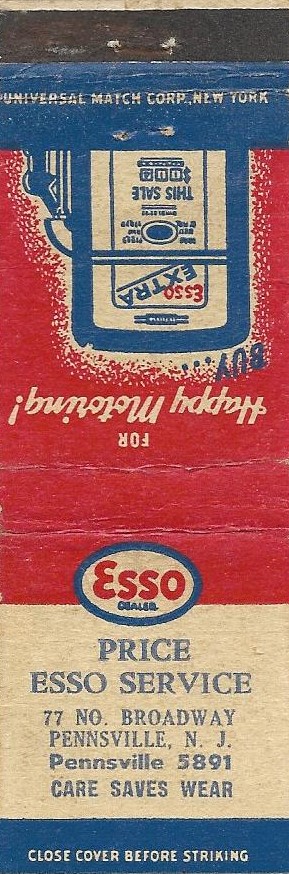 UNIVERSAL MATCH CORP., NEW YORK
FOR
Happy Motoring!
BUY...
Esso
EXTRA
THIS SALE
Esso
DEALER
PRICE
ESSO SERVICE
77 NO. BROADWAY
PENNSVILLE, N. J.
Pennsville 5891
CARE SAVES WEAR
CLOSE COVER BEFORE STRIKING